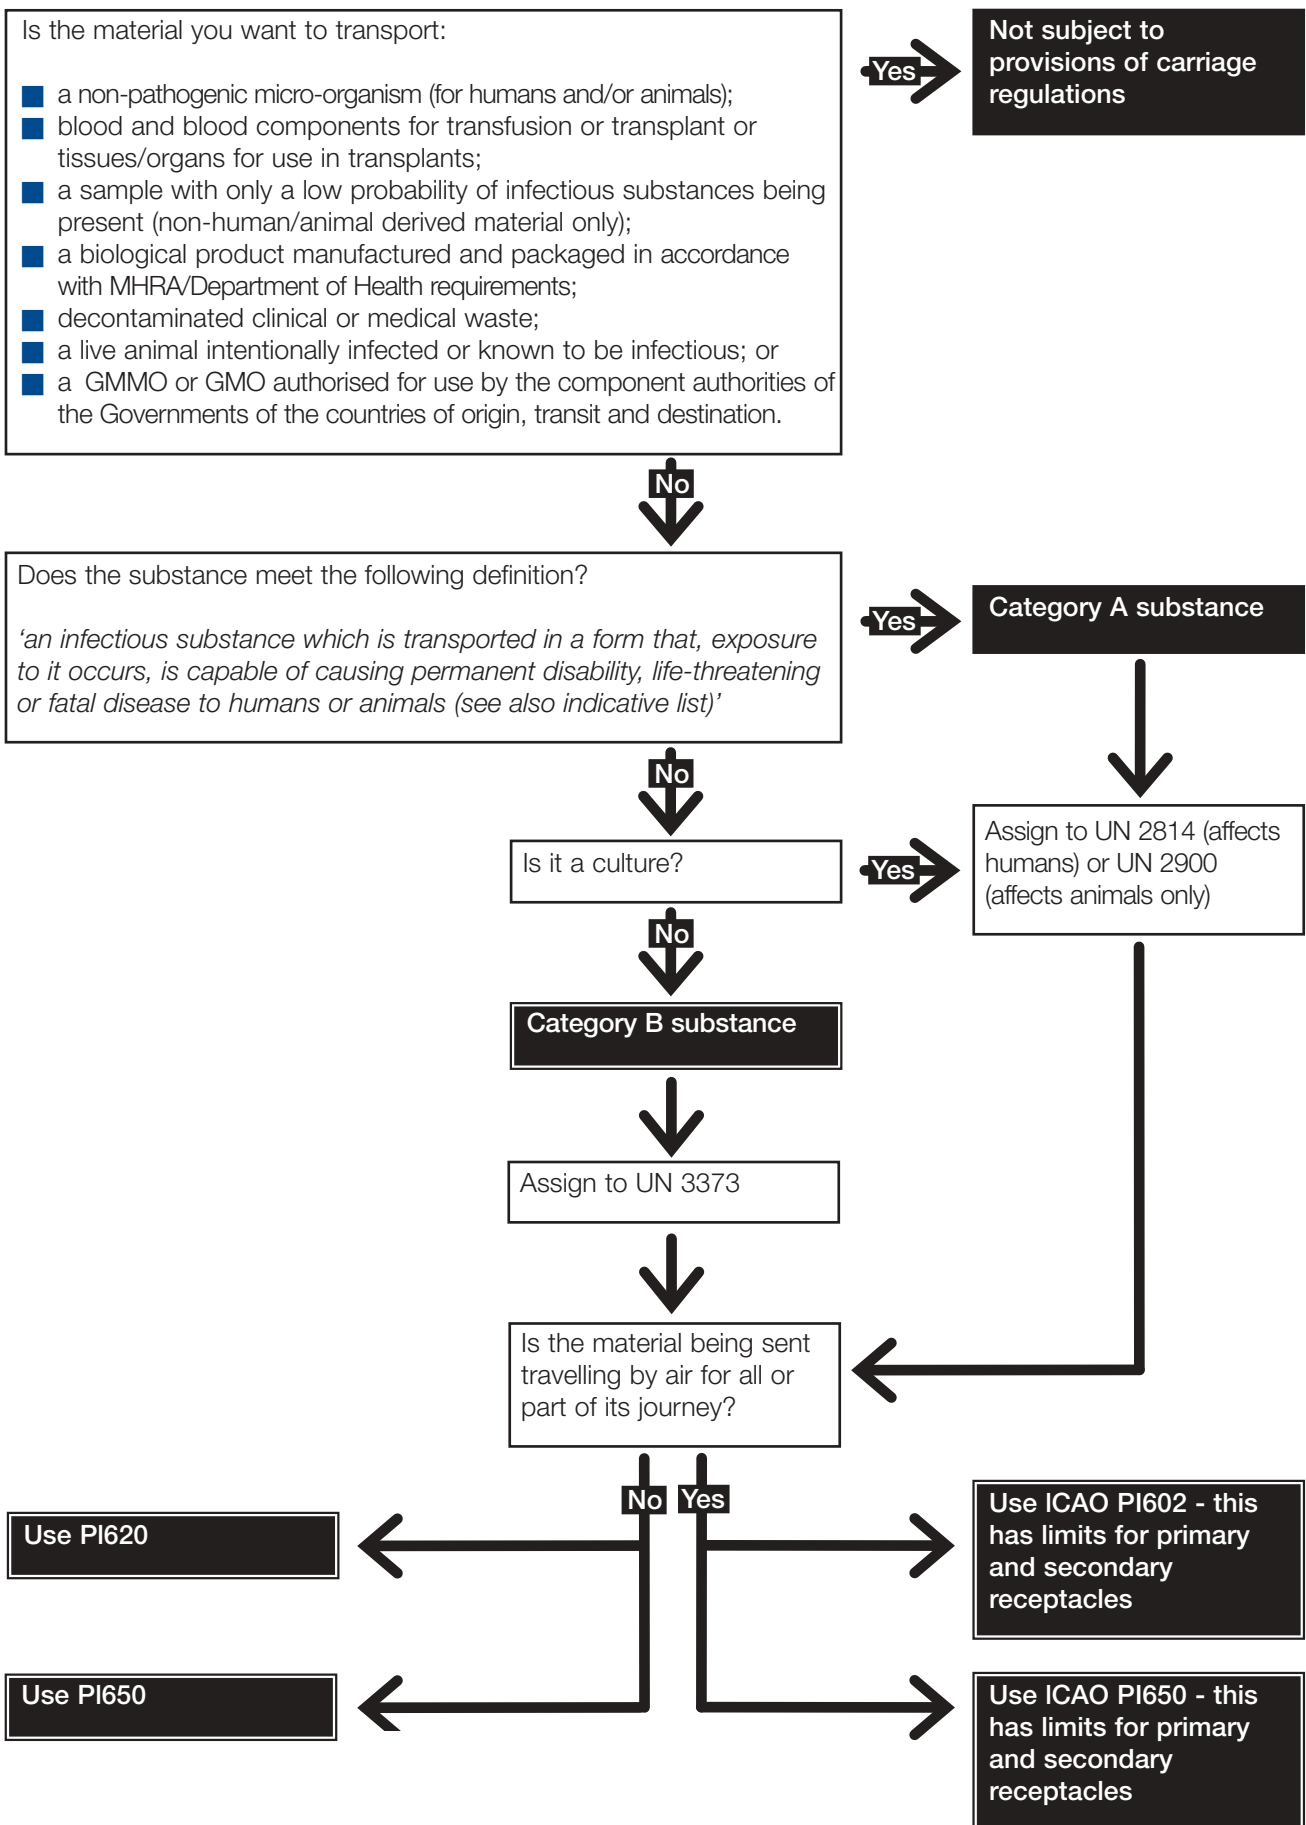 Is the material you want to transport:
a non-pathogenic micro-organism (for humans and/or animals);
blood and blood components for transfusion or transplant or
tissues/organs for use in transplants;
a sample with only a low probability of infectious substances being
present (non-human/animal derived material only);
a biological product manufactured and packaged in accordance
with MHRA/Department of Health requirements;
decontaminated clinical or medical waste;
a live animal intentionally infected or known to be infectious; or
a GMMO or GMO authorised for use by the component authorities of
the Governments of the countries of origin, transit and destination.
Yes
Not subject to
provisions of carriage
regulations
No
Does the substance meet the following definition?
‘an infectious substance which is transported in a form that, exposure
to it occurs, is capable of causing permanent disability, life-threatening
or fatal disease to humans or animals (see also indicative list)’
Yes
Category A substance
No
Is it a culture?
Yes
Assign to UN 2814 (affects
humans) or UN 2900
(affects animals only)
No
Category B substance
Assign to UN 3373
Is the material being sent
travelling by air for all or
part of its journey?
No
Yes
Use PI620
Use ICAO PI602 - this
has limits for primary
and secondary
receptacles
Use PI650
Use ICAO PI650 - this
has limits for primary
and secondary
receptacles